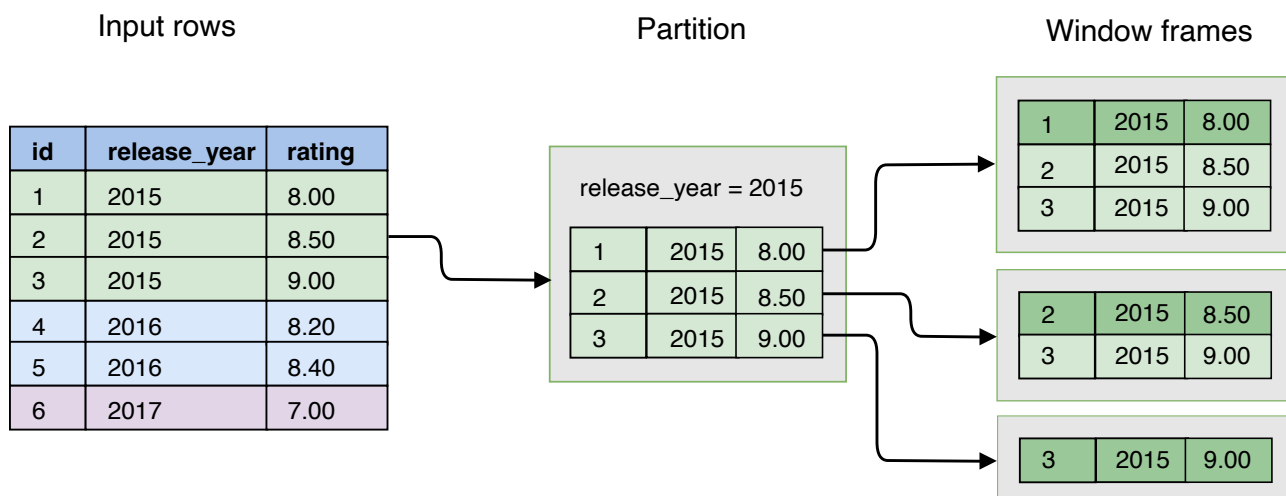 Input rows
Partition
Window frames
id release_year rating
1 2015 8.00
2 2015 8.50
3 2015 9.00
4 2016 8.20
5 2016 8.40
6 2017 7.00
release_year = 2015
1 2015 8.00
2 2015 8.50
3 2015 9.00
1 2015 8.00
2 2015 8.50
3 2015 9.00
2 2015 8.50
3 2015 9.00
3 2015 9.00